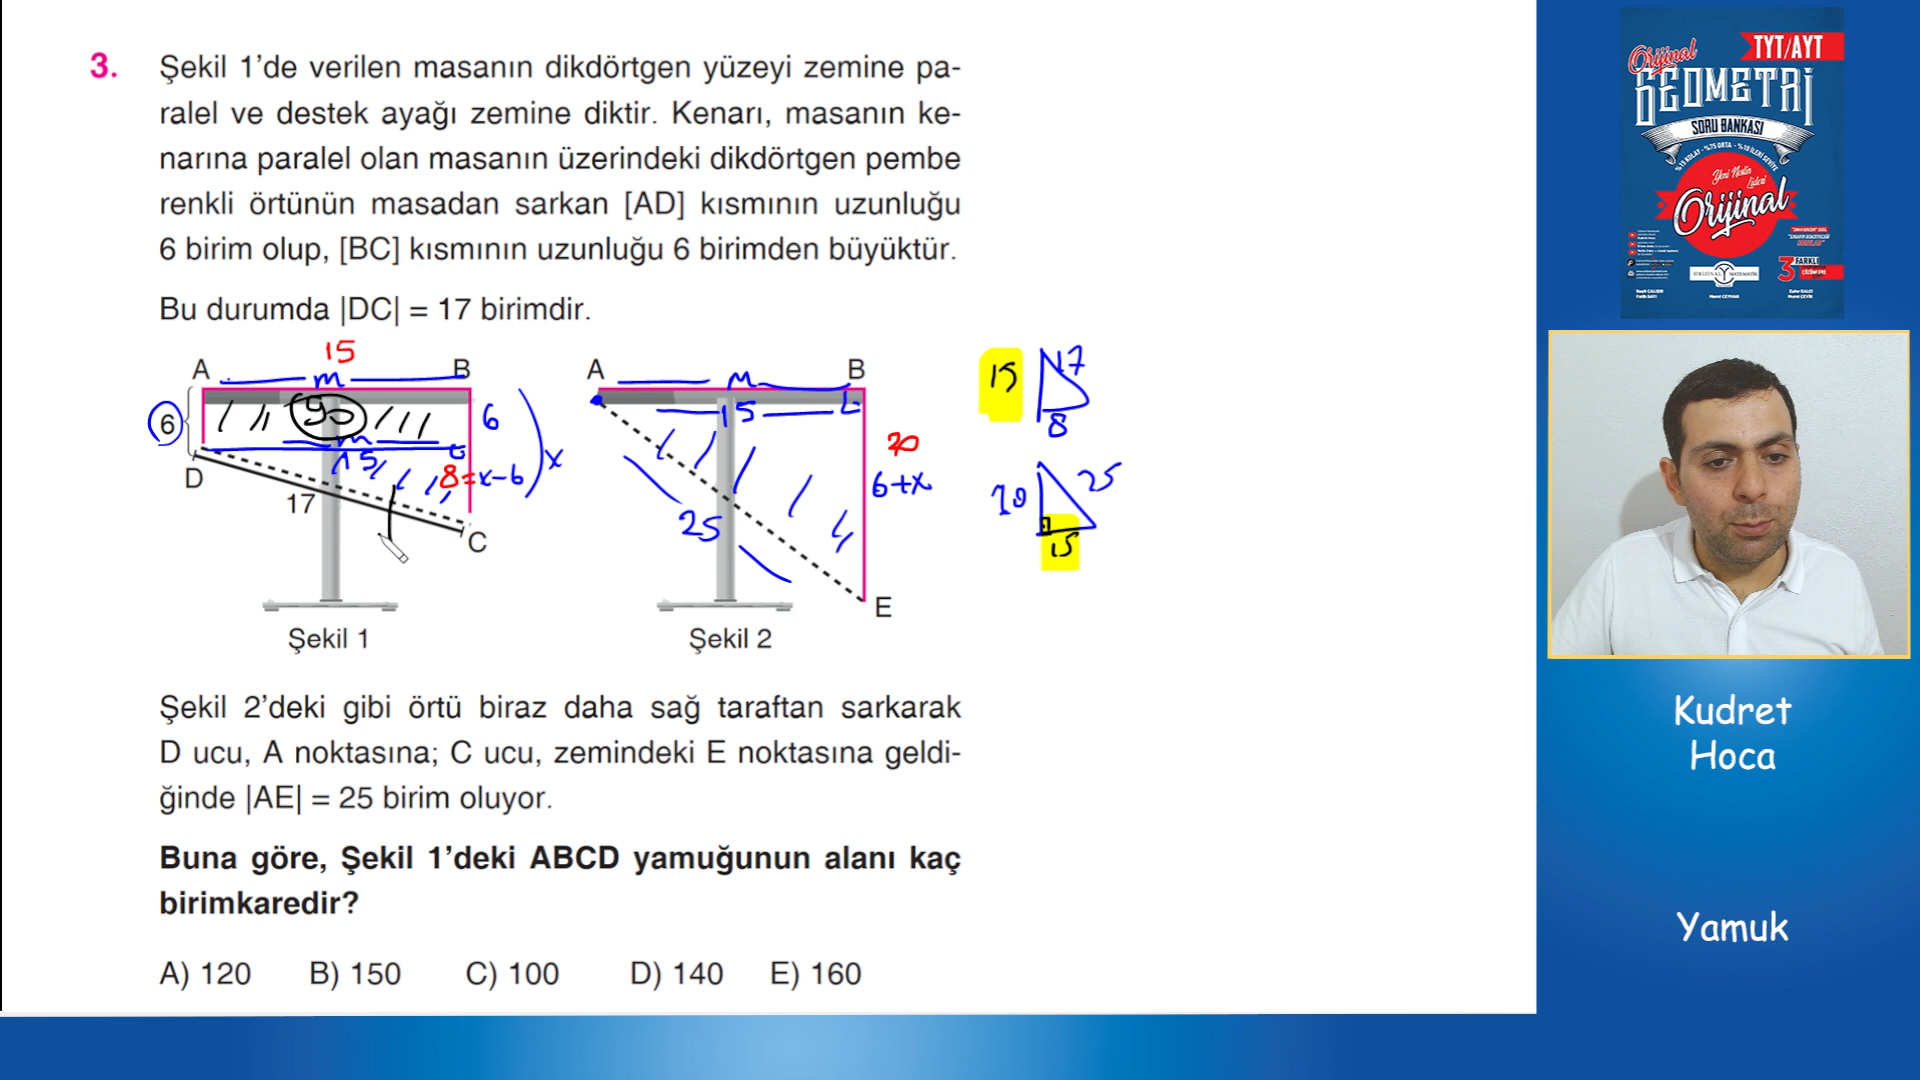 3. Şekil 1'de verilen masanın dikdörtgen yüzeyi zemine pa-
ralel ve destek ayağı zemine diktir. Kenarı, masanın ke-
narına paralel olan masanın üzerindeki dikdörtgen pembe
renkli örtünün masadan sarkan [AD] kısmının uzunluğu
6 birim olup, [BC] kısmının uzunluğu 6 birimden büyüktür.
Bu durumda |DC| = 17 birimdir.
15
A m B
6 90 6
m
15 8=x-6 x
D
17
C
Şekil 1
A m B
15
20
6+x
25
E
Şekil 2
15 17
8
20 25
15
Şekil 2'deki gibi örtü biraz daha sağ taraftan sarkarak
D ucu, A noktasına; C ucu, zemindeki E noktasına geldi-
ğinde |AE| = 25 birim oluyor.
Buna göre, Şekil 1'deki ABCD yamuğunun alanı kaç
birimkaredir?
A) 120 B) 150 C) 100 D) 140 E) 160
TYT/AYT
Orijinal
GEOMETRİ
SORU BANKASI
Yeni Neslin
Lideri
Orijinal
3 FARKLI
Kudret
Hoca
Yamuk